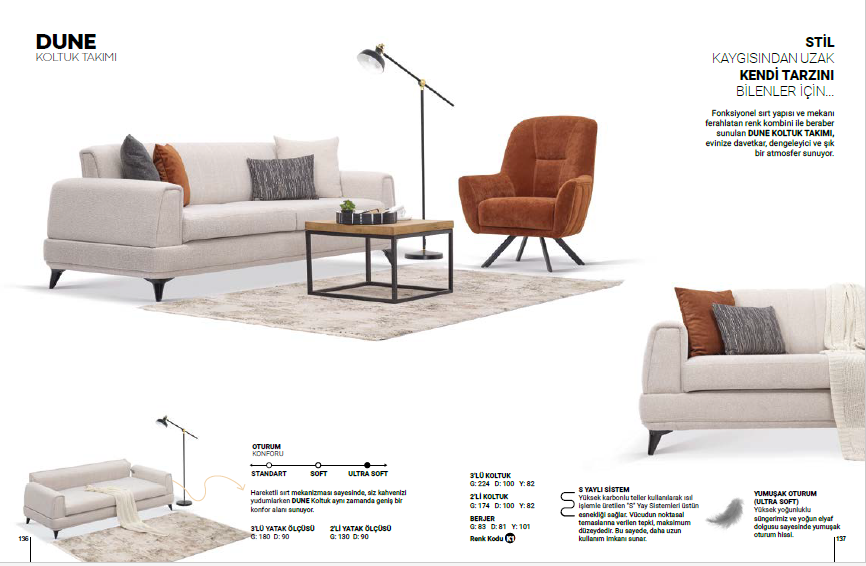 DUNE
KOLTUK TAKIMI
STİL
KAYGISINDAN UZAK
KENDİ TARZINI
BİLENLER İÇİN...
Fonksiyonel sırt yapısı ve mekanı
ferahlatan renk kombini ile beraber
sunulan DUNE KOLTUK TAKIMI,
evinize davetkar, dengeleyici ve şık
bir atmosfer sunuyor.
OTURUM
KONFORU
STANDART SOFT ULTRA SOFT
Hareketli sırt mekanizması sayesinde, siz kahvenizi
yudumlarken DUNE Koltuk aynı zamanda geniş bir
konfor alanı sunuyor.
3'LÜ YATAK ÖLÇÜSÜ 2'Lİ YATAK ÖLÇÜSÜ
G: 180 D: 90 G: 130 D: 90
3'LÜ KOLTUK
G: 224 D: 100 Y: 82
2'Lİ KOLTUK
G: 174 D: 100 Y: 82
BERJER
G: 83 D: 81 Y: 101
Renk Kodu K1
S YAYLI SİSTEM
Yüksek karbonlu teller kullanılarak ısıl
işlemle üretilen "S" Yay Sistemleri üstün
esnekliği sağlar. Vücudun noktasal
temaslarına verilen tepki, maksimum
düzeydedir. Bu sayede, daha uzun
kullanım imkanı sunar.
YUMUŞAK OTURUM
(ULTRA SOFT)
Yüksek yoğunluklu
süngerimiz ve yoğun elyaf
dolgusu sayesinde yumuşak
oturum hissi.
136
137